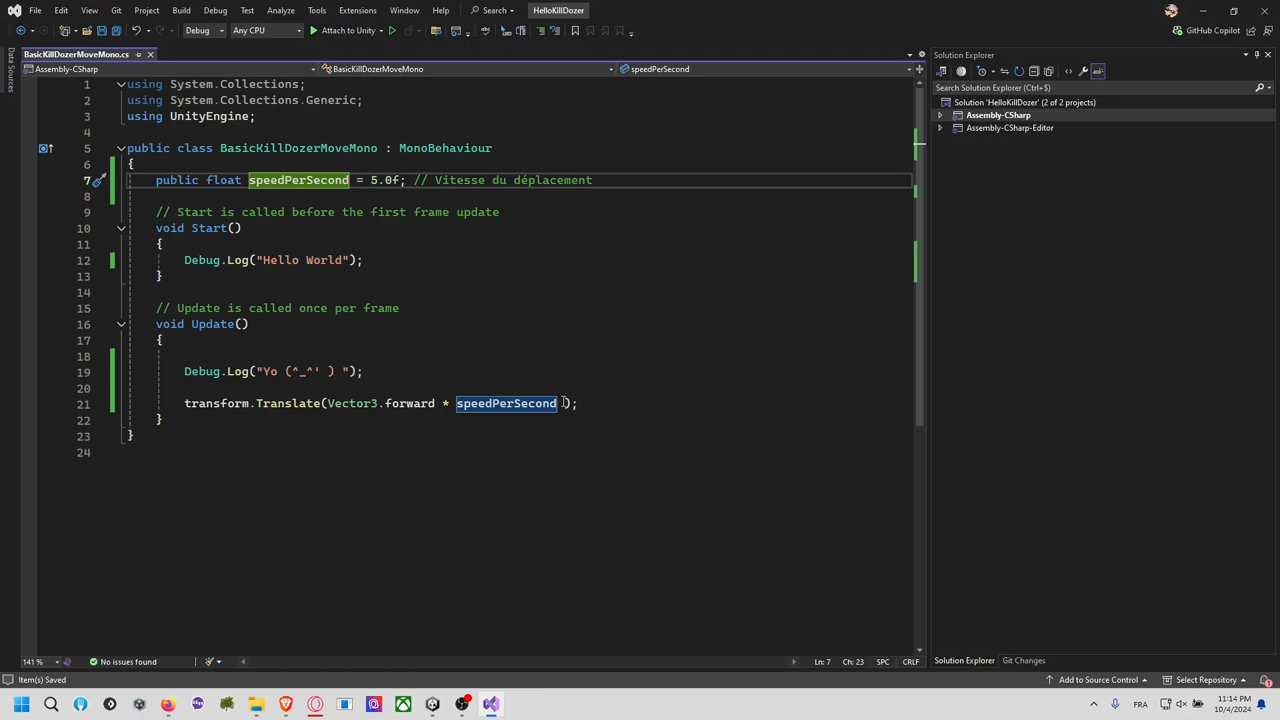 File Edit View Git Project Build Debug Test Analyze Tools Extensions Window Help Search HelloKillDozer
Debug Any CPU Attach to Unity GitHub Copilot
Data Sources
BasicKillDozerMoveMono.cs
Assembly-CSharp BasicKillDozerMoveMono speedPerSecond
1 using System.Collections;
2 using System.Collections.Generic;
3 using UnityEngine;
4
5 public class BasicKillDozerMoveMono : MonoBehaviour
6 {
7 public float speedPerSecond = 5.0f; // Vitesse du déplacement
8
9 // Start is called before the first frame update
10 void Start()
11 {
12 Debug.Log("Hello World");
13 }
14
15 // Update is called once per frame
16 void Update()
17 {
18
19 Debug.Log("Yo (^_^' ) ");
20
21 transform.Translate(Vector3.forward * speedPerSecond );
22 }
23 }
24
141 % No issues found Ln: 7 Ch: 23 SPC CRLF
Solution Explorer
Search Solution Explorer (Ctrl+$)
Solution 'HelloKillDozer' (2 of 2 projects)
Assembly-CSharp
Assembly-CSharp-Editor
Solution Explorer Git Changes
Item(s) Saved Add to Source Control Select Repository
FRA 11:14 PM
10/4/2024